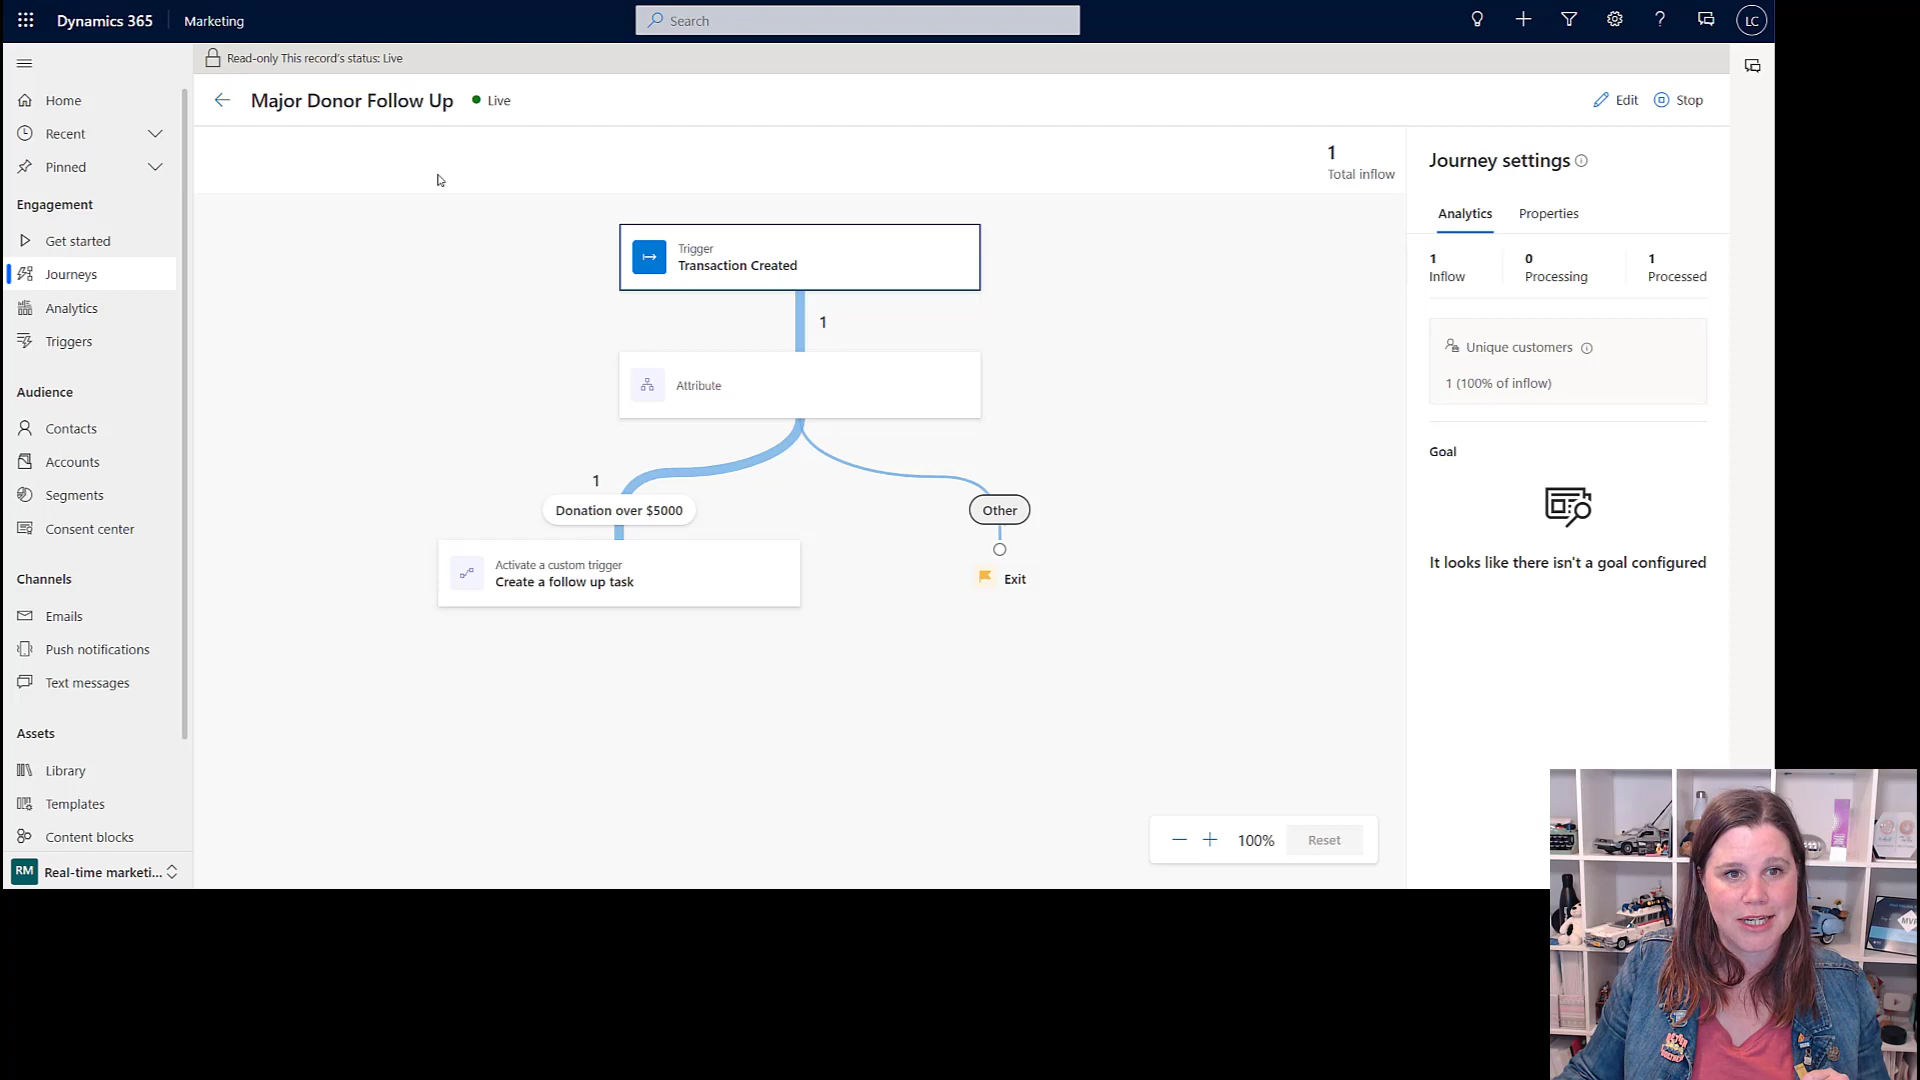 Dynamics 365
Marketing
Search
LC
Read-only This record's status: Live
Major Donor Follow Up
Live
Edit
Stop
Home
Recent
Pinned
Engagement
Get started
Journeys
Analytics
Triggers
Audience
Contacts
Accounts
Segments
Consent center
Channels
Emails
Push notifications
Text messages
Assets
Library
Templates
Content blocks
RM
Real-time marketi...
1
Total inflow
Trigger
Transaction Created
1
Attribute
1
Donation over $5000
Other
Activate a custom trigger
Create a follow up task
Exit
100%
Reset
Journey settings
Analytics
Properties
1
Inflow
0
Processing
1
Processed
Unique customers
1 (100% of inflow)
Goal
It looks like there isn't a goal configured